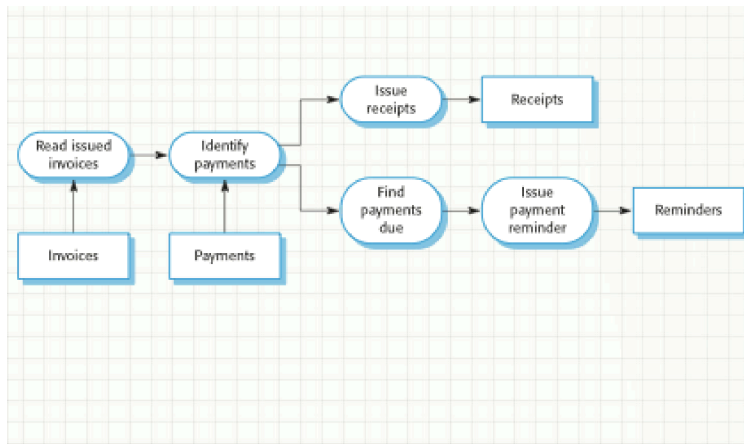 Issue
receipts
Receipts
Read issued
invoices
Identify
payments
Find
payments
due
Issue
payment
reminder
Reminders
Invoices
Payments